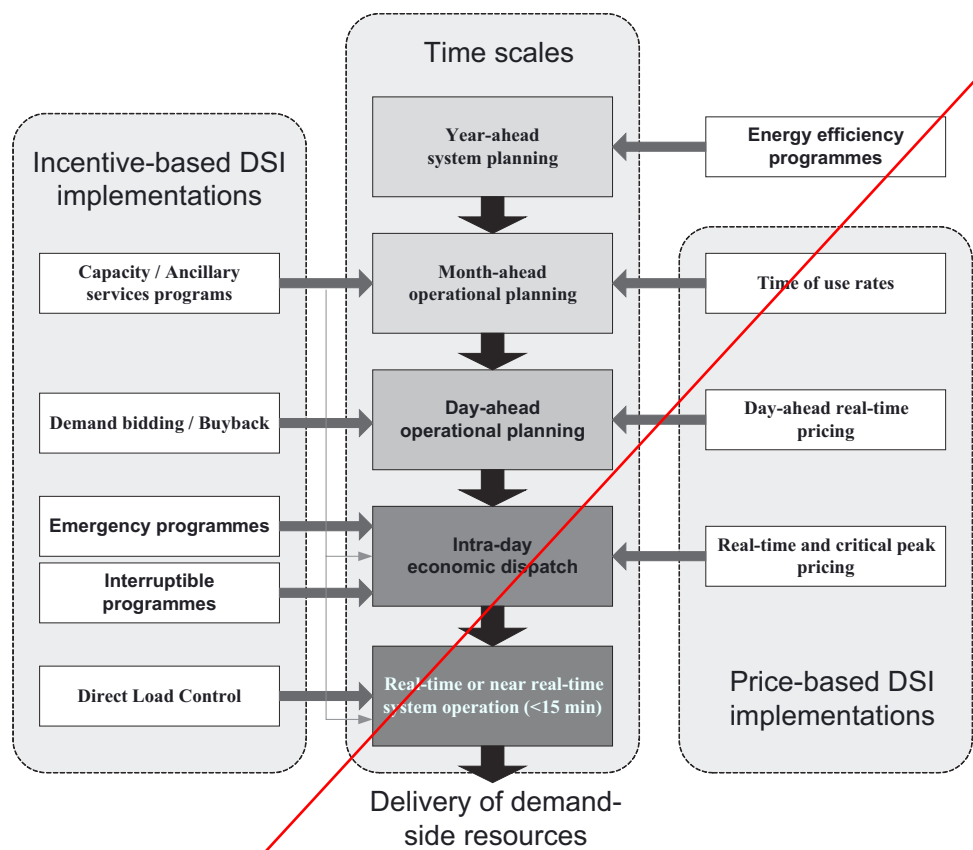 Time scales
Year-ahead
system planning
Energy efficiency
programmes
Incentive-based DSI
implementations
Capacity / Ancillary
services programs
Month-ahead
operational planning
Time of use rates
Demand bidding / Buyback
Day-ahead
operational planning
Day-ahead real-time
pricing
Emergency programmes
Interruptible
programmes
Intra-day
economic dispatch
Real-time and critical peak
pricing
Direct Load Control
Real-time or near real-time
system operation (<15 min)
Price-based DSI
implementations
Delivery of demand-
side resources